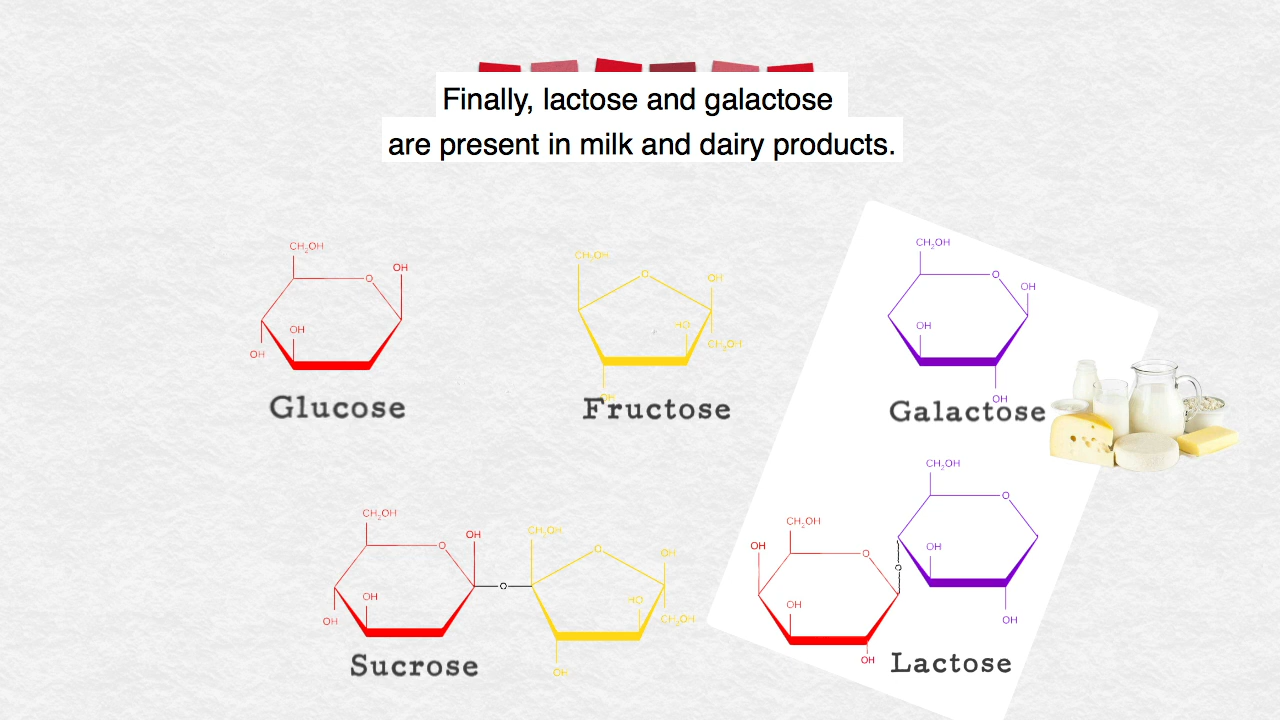 Finally, lactose and galactose
are present in milk and dairy products.
CH₂OH
O
OH
OH
OH
Glucose
CH₂OH
O
OH
HO
CH₂OH
OH
Fructose
CH₂OH
O
OH
OH
OH
Galactose
CH₂OH
O
OH
OH
OH
O
CH₂OH
O
OH
HO
CH₂OH
OH
Sucrose
CH₂OH
OH
O
OH
OH
O
CH₂OH
O
OH
OH
Lactose